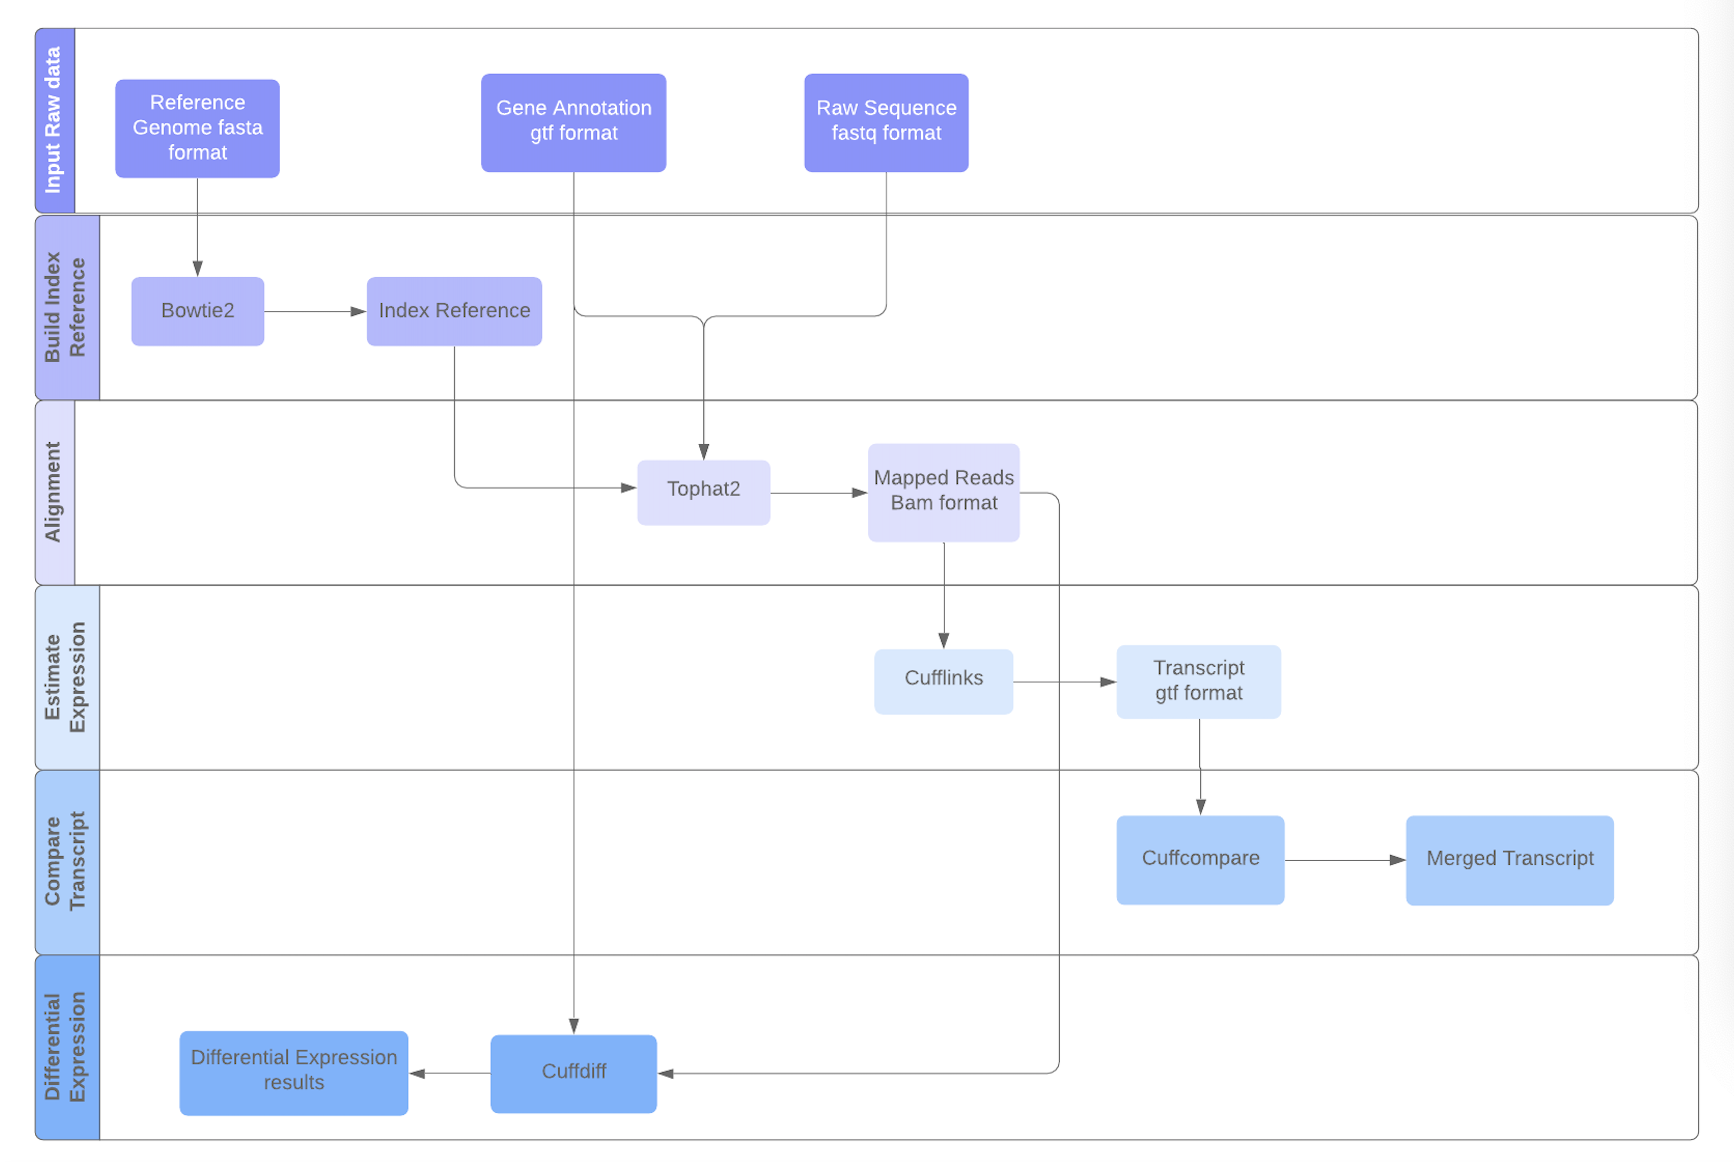 Input Raw data
Reference
Genome fasta
format
Gene Annotation
gtf format
Raw Sequence
fastq format
Build Index
Reference
Bowtie2
Index Reference
Alignment
Tophat2
Mapped Reads
Bam format
Estimate
Expression
Cufflinks
Transcript
gtf format
Compare
Transcript
Cuffcompare
Merged Transcript
Differential
Expression
Differential Expression
results
Cuffdiff